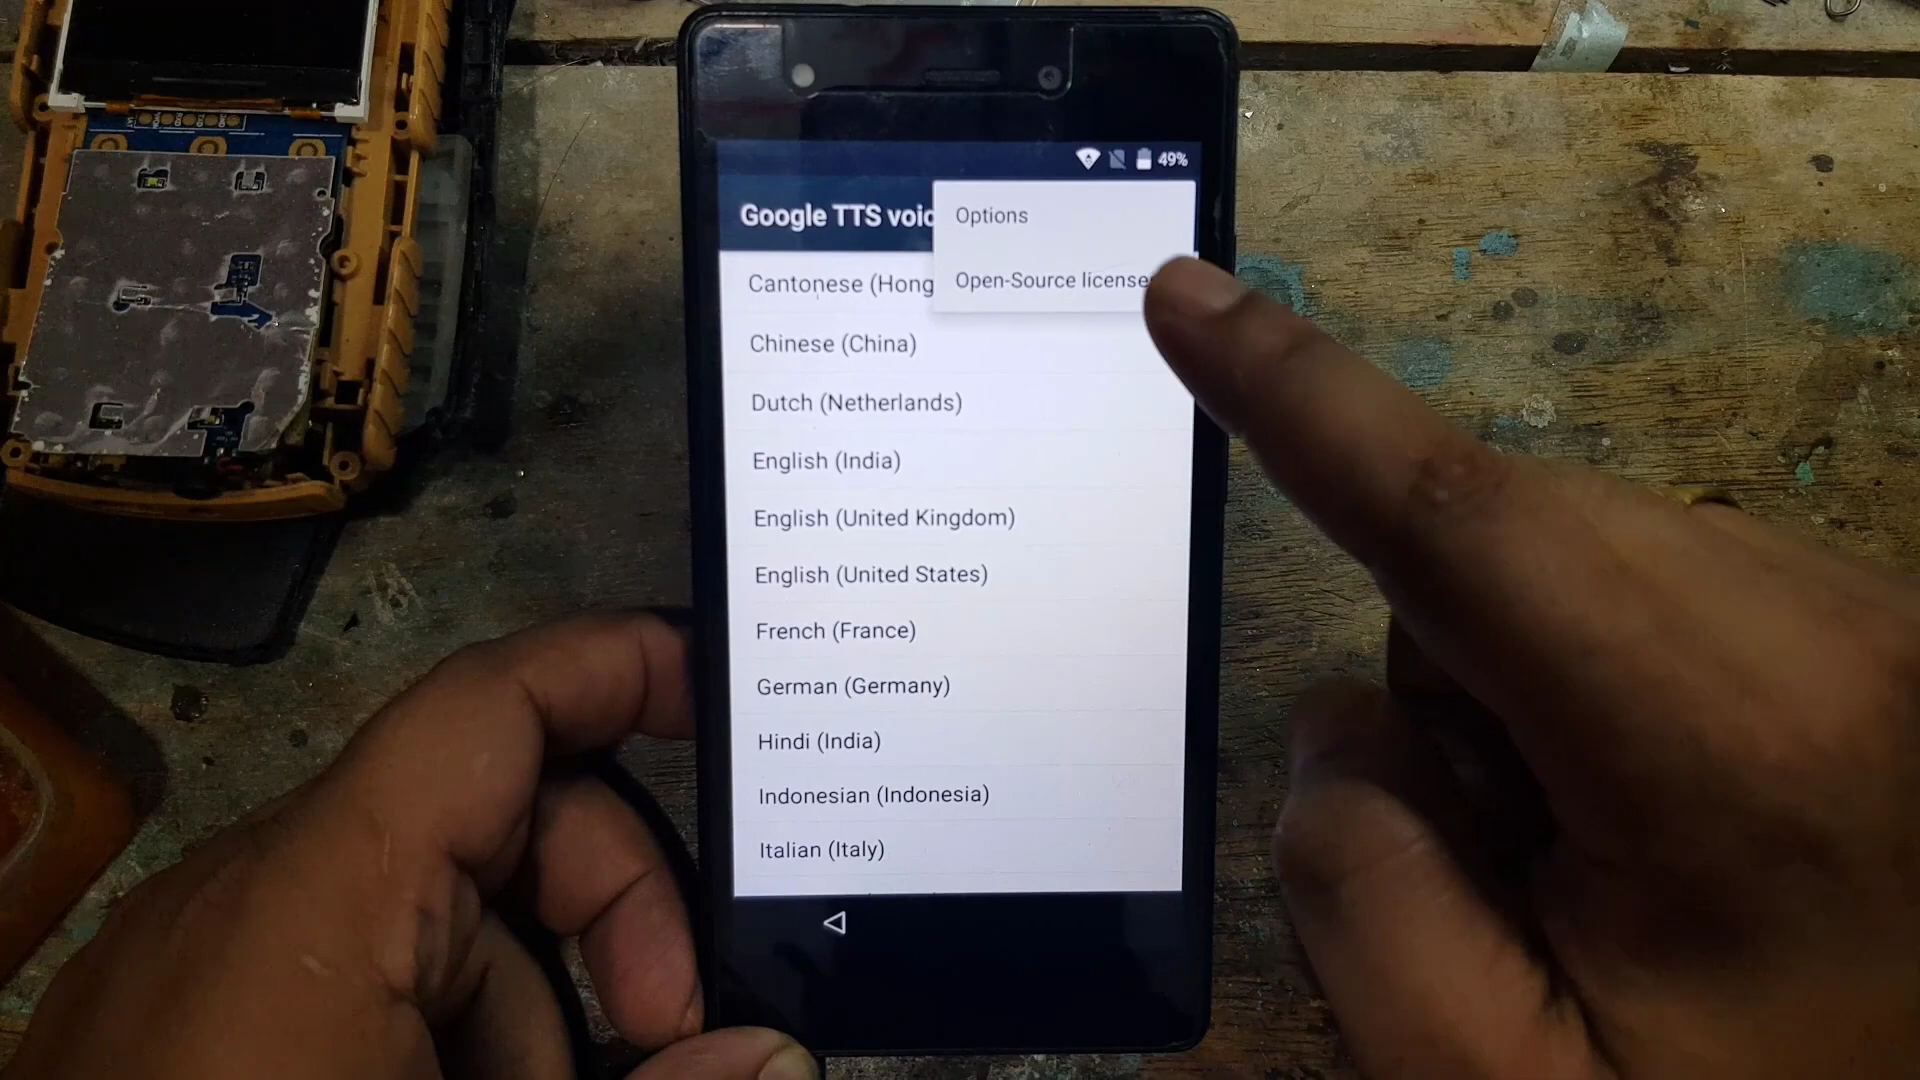 49%
Google TTS voic
Options
Open-Source license
Cantonese (Hong
Chinese (China)
Dutch (Netherlands)
English (India)
English (United Kingdom)
English (United States)
French (France)
German (Germany)
Hindi (India)
Indonesian (Indonesia)
Italian (Italy)